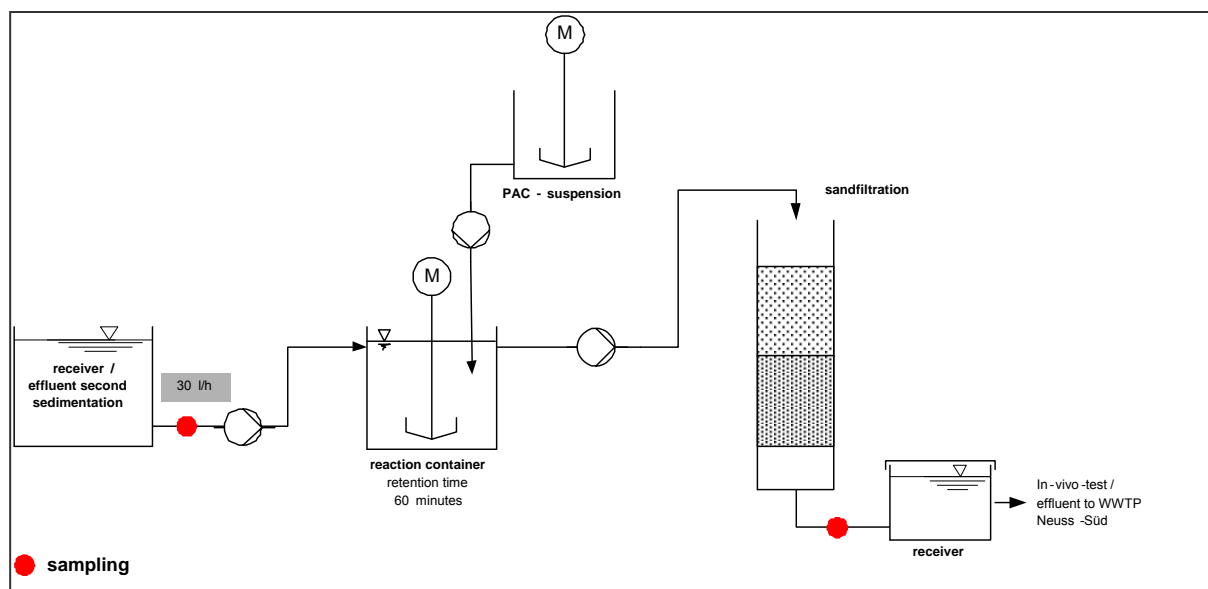 M
PAC - suspension
sandfiltration
M
receiver /
effluent second
sedimentation
30 l/h
reaction container
retention time
60 minutes
In-vivo-test /
effluent to WWTP
Neuss -Süd
receiver
sampling